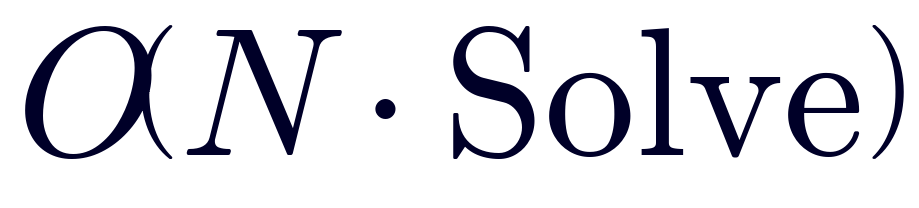 O(N · Solve)